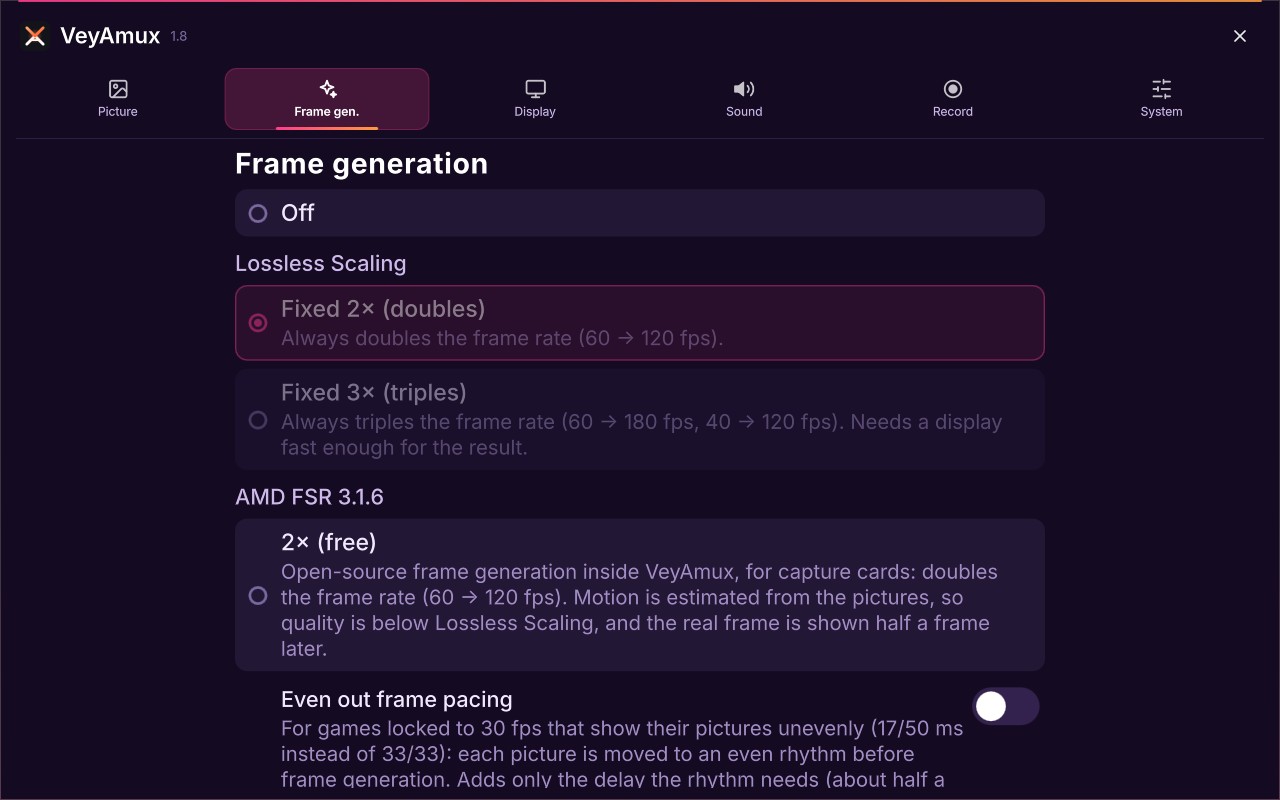 VeyAmux 1.8
Picture
Frame gen.
Display
Sound
Record
System
Frame generation
Off
Lossless Scaling
Fixed 2× (doubles)
Always doubles the frame rate (60 → 120 fps).
Fixed 3× (triples)
Always triples the frame rate (60 → 180 fps, 40 → 120 fps). Needs a display
fast enough for the result.
AMD FSR 3.1.6
2× (free)
Open-source frame generation inside VeyAmux, for capture cards: doubles
the frame rate (60 → 120 fps). Motion is estimated from the pictures, so
quality is below Lossless Scaling, and the real frame is shown half a frame
later.
Even out frame pacing
For games locked to 30 fps that show their pictures unevenly (17/50 ms
instead of 33/33): each picture is moved to an even rhythm before
frame generation. Adds only the delay the rhythm needs (about half a